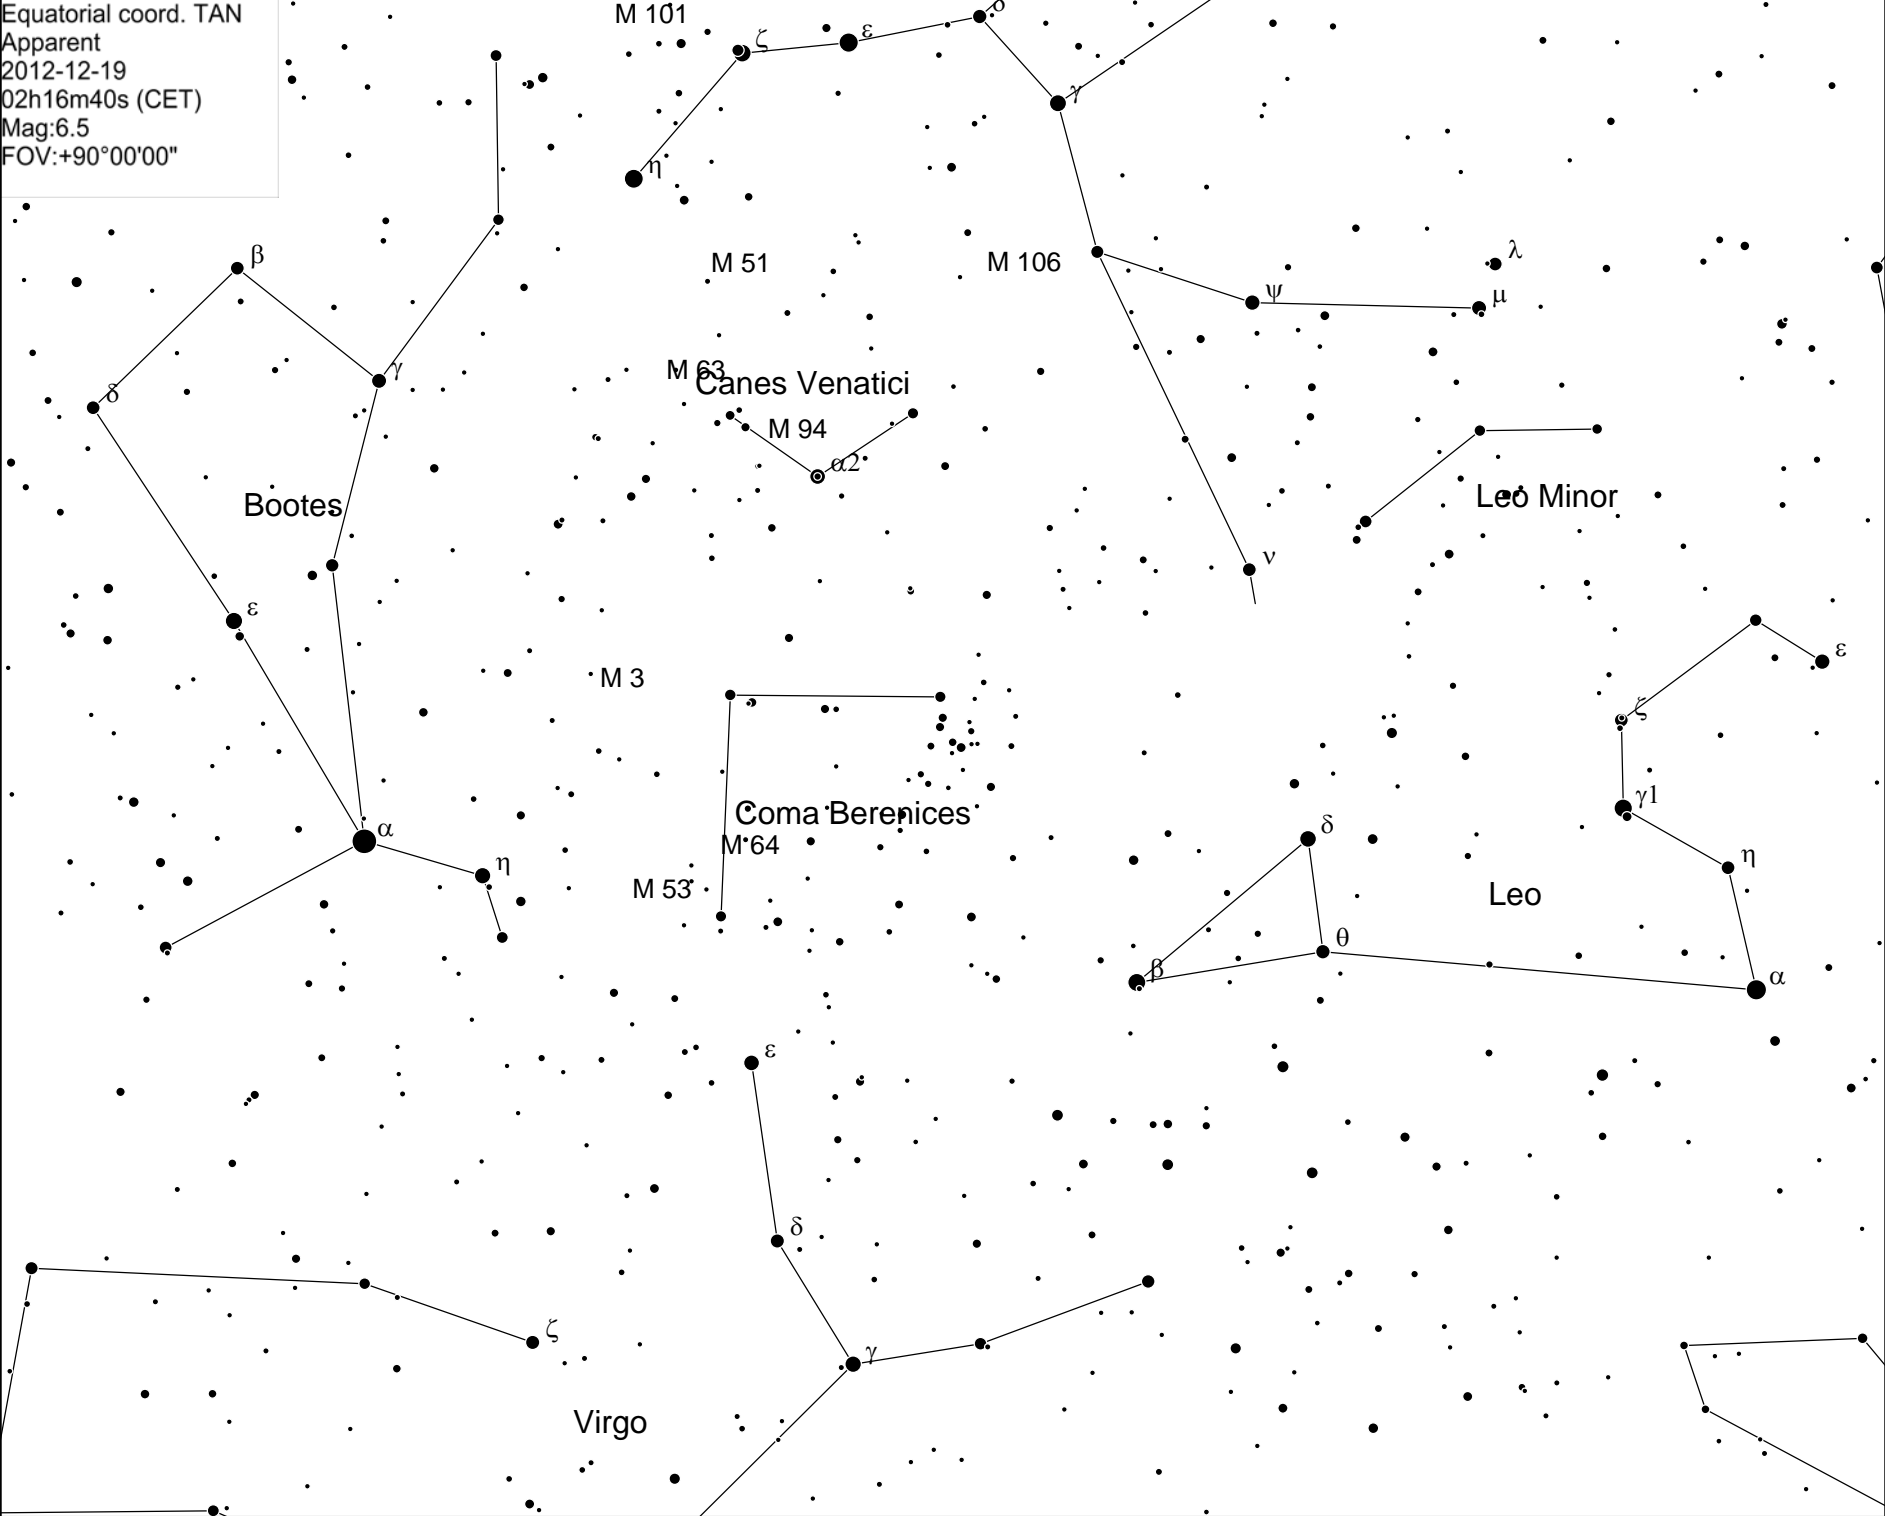 Equatorial coord. TAN
Apparent
2012-12-19
02h16m40s (CET)
Mag:6.5
FOV:+90°00'00"
M 101
ζ
ε
δ
γ
η
β
M 51
M 106
λ
ψ
μ
M 63
γ
Canes Venatici
δ
M 94
α2
Bootes
Leo Minor
ν
ε
ε
M 3
ζ
γ1
Coma Berenices
α
δ
M 64
η
η
M 53
Leo
θ
β
α
ε
δ
ζ
γ
Virgo